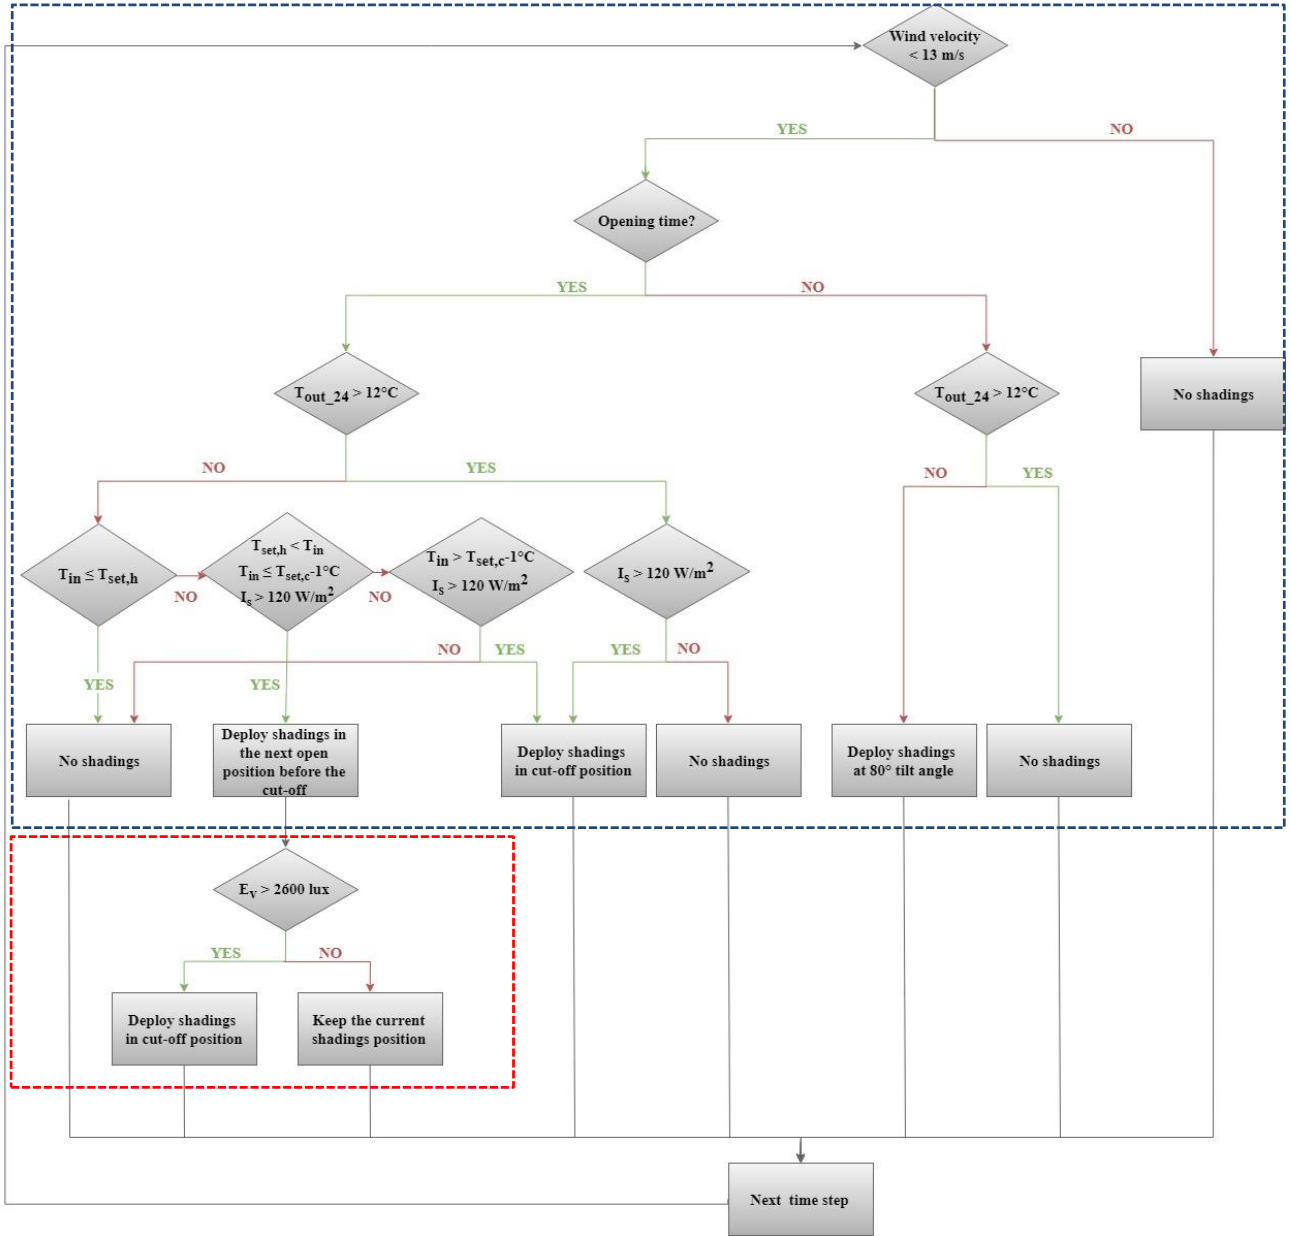 Wind velocity
< 13 m/s
YES
NO
Opening time?
YES
NO
Tout_24 > 12°C
Tout_24 > 12°C
No shadings
NO
YES
NO
YES
Tin ≤ Tset,h
NO
Tset,h < Tin
Tin ≤ Tset,c-1°C
Is > 120 W/m²
NO
Tin > Tset,c-1°C
Is > 120 W/m²
Is > 120 W/m²
NO
YES
YES
NO
YES
YES
No shadings
Deploy shadings in
the next open
position before the
cut-off
Deploy shadings
in cut-off position
No shadings
Deploy shadings
at 80° tilt angle
No shadings
Ev > 2600 lux
YES
NO
Deploy shadings
in cut-off position
Keep the current
shadings position
Next time step